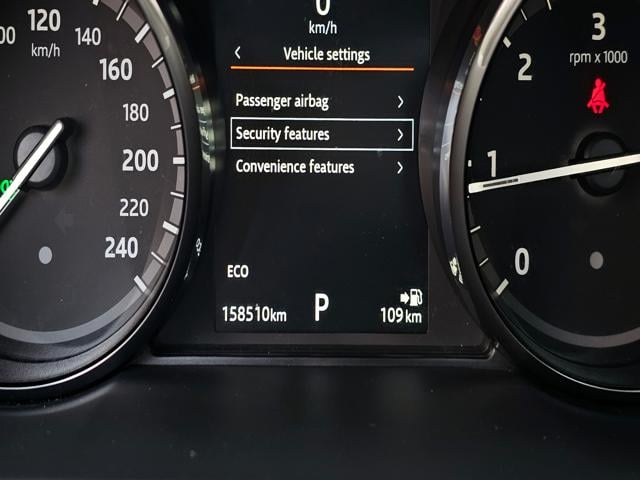 0
km/h
Vehicle settings
Passenger airbag
Security features
Convenience features
ECO
158510km
P
109 km
120
km/h
140
160
180
200
220
240
3
rpm x 1000
2
1
0